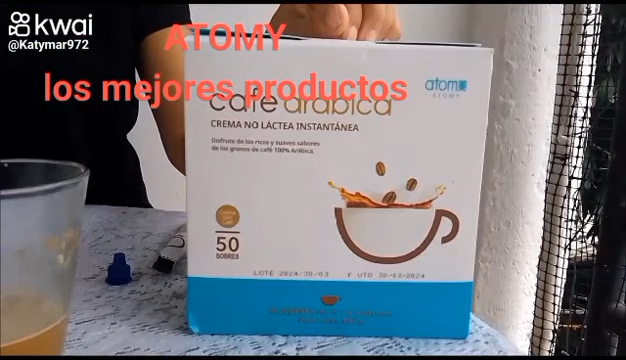 kwai
@Katymar972
ATOMY
los mejores productos
atomy
ATOMY
café arabica
CREMA NO LÁCTEA INSTANTÁNEA
Disfrute de los ricos y suaves sabores
de los granos de café 100% Arábica.
50
SOBRES
LOTE 2024/30/03 F UTO 30/03/2024